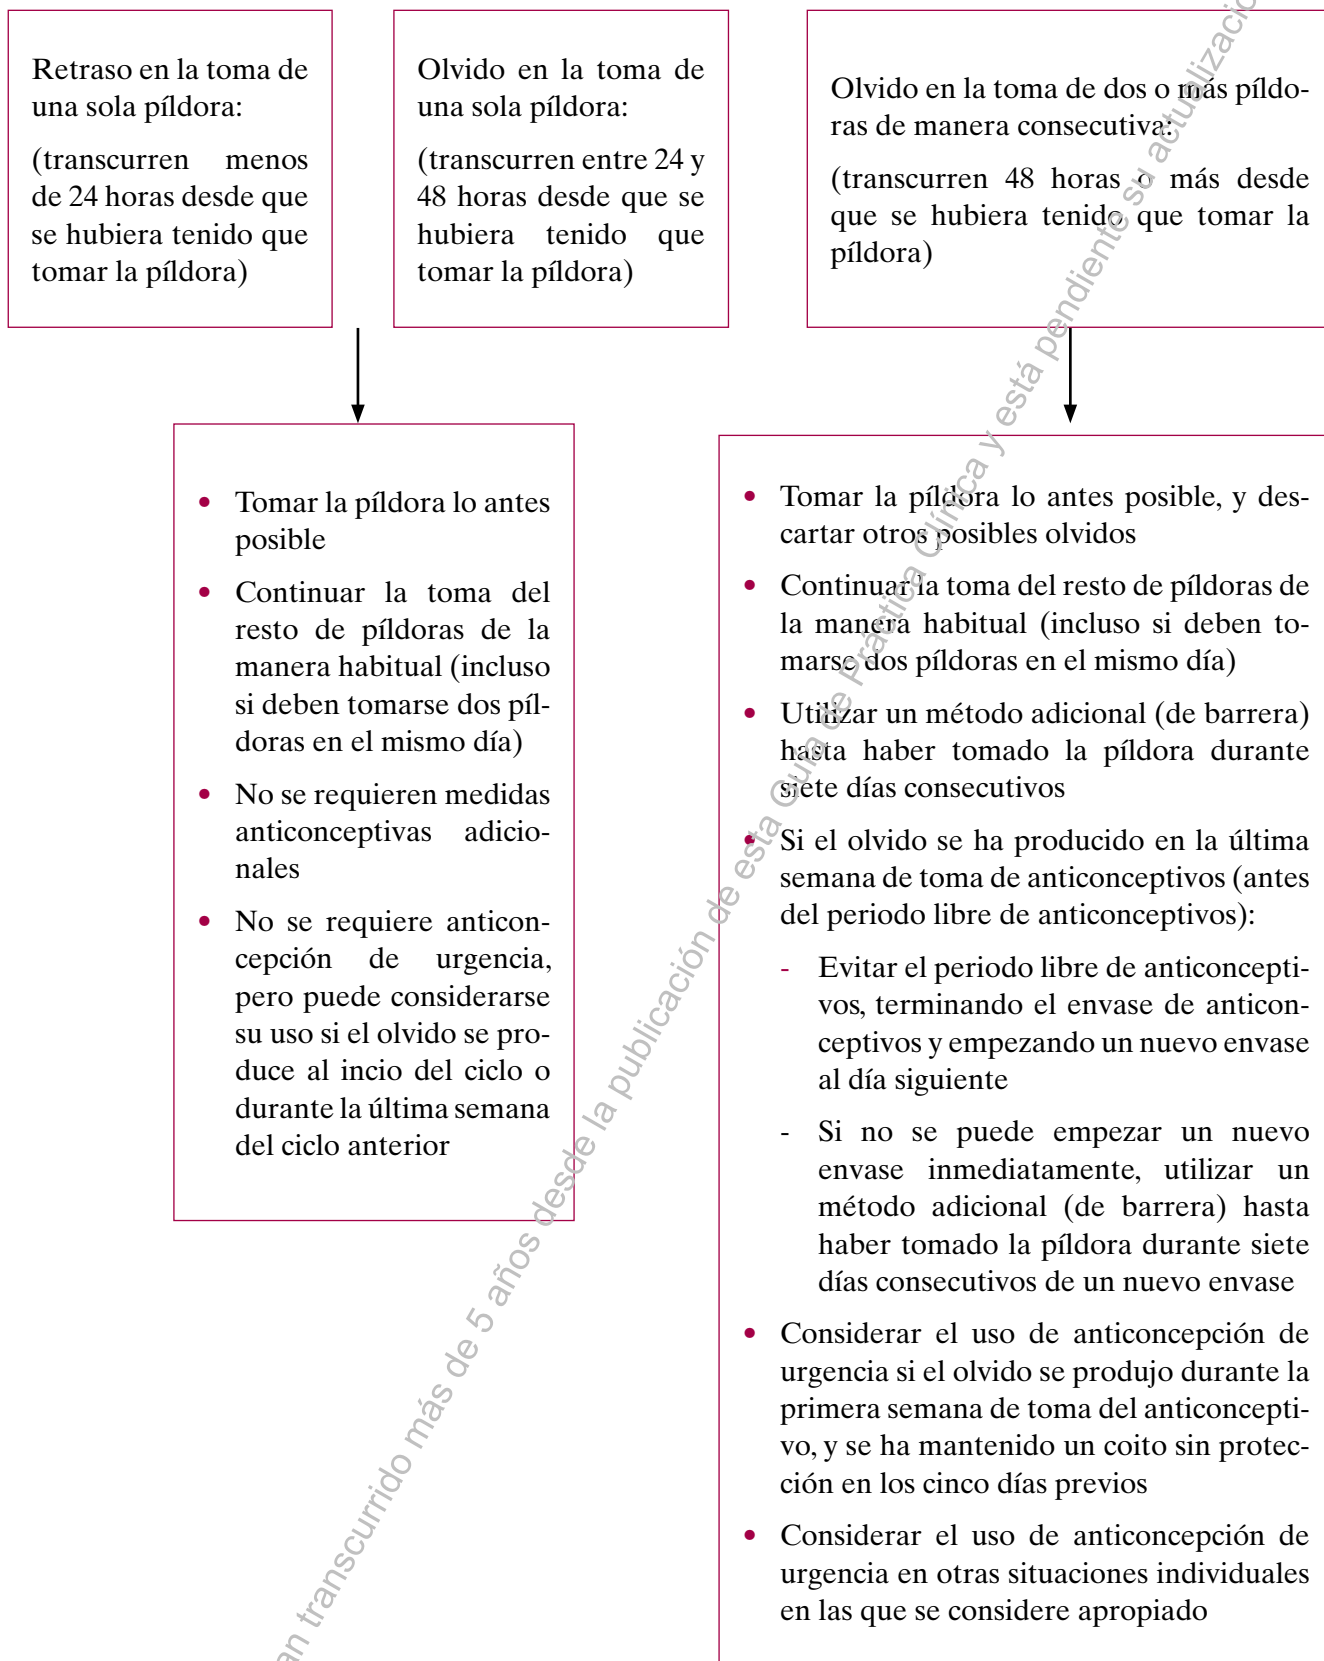 Retraso en la toma de
una sola píldora:
(transcurren menos
de 24 horas desde que
se hubiera tenido que
tomar la píldora)
Olvido en la toma de
una sola píldora:
(transcurren entre 24 y
48 horas desde que se
hubiera tenido que
tomar la píldora)
Olvido en la toma de dos o más píldo-
ras de manera consecutiva:
(transcurren 48 horas o más desde
que se hubiera tenido que tomar la
píldora)
• Tomar la píldora lo antes
posible
• Continuar la toma del
resto de píldoras de la
manera habitual (incluso
si deben tomarse dos píl-
doras en el mismo día)
• No se requieren medidas
anticonceptivas adicio-
nales
• No se requiere anticon-
cepción de urgencia,
pero puede considerarse
su uso si el olvido se pro-
duce al incio del ciclo o
durante la última semana
del ciclo anterior
• Tomar la píldora lo antes posible, y des-
cartar otros posibles olvidos
• Continuar la toma del resto de píldoras de
la manera habitual (incluso si deben to-
marse dos píldoras en el mismo día)
• Utilizar un método adicional (de barrera)
hasta haber tomado la píldora durante
siete días consecutivos
• Si el olvido se ha producido en la última
semana de toma de anticonceptivos (antes
del periodo libre de anticonceptivos):
- Evitar el periodo libre de anticoncepti-
vos, terminando el envase de anticon-
ceptivos y empezando un nuevo envase
al día siguiente
- Si no se puede empezar un nuevo
envase inmediatamente, utilizar un
método adicional (de barrera) hasta
haber tomado la píldora durante siete
días consecutivos de un nuevo envase
• Considerar el uso de anticoncepción de
urgencia si el olvido se produjo durante la
primera semana de toma del anticoncepti-
vo, y se ha mantenido un coito sin protec-
ción en los cinco días previos
• Considerar el uso de anticoncepción de
urgencia en otras situaciones individuales
en las que se considere apropiado
an transcurrido más de 5 años desde la publicación de esta Guía de Práctica Clínica y está pendiente su actualizació